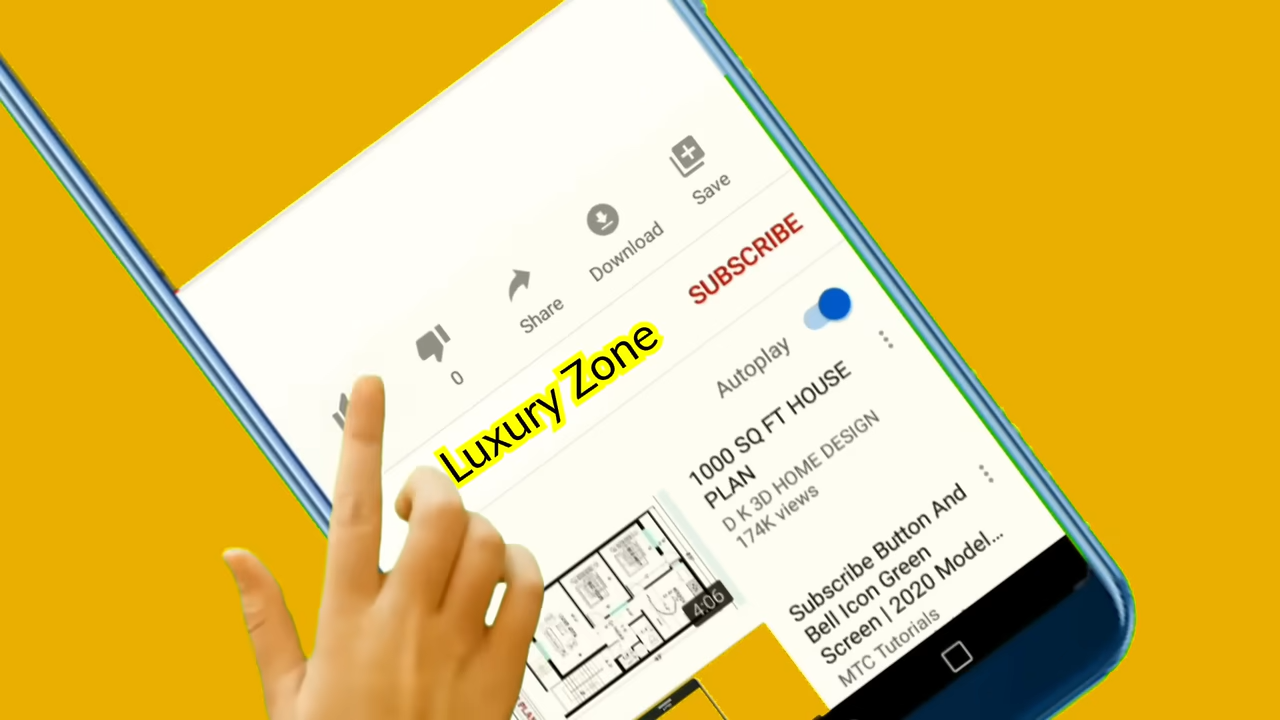 Save
Download
Share
0
SUBSCRIBE
Luxury Zone
Autoplay
1000 SQ FT HOUSE
PLAN
D K 3D HOME DESIGN
174K views
4:06
Subscribe Button And
Bell Icon Green
Screen | 2020 Model...
MTC Tutorials